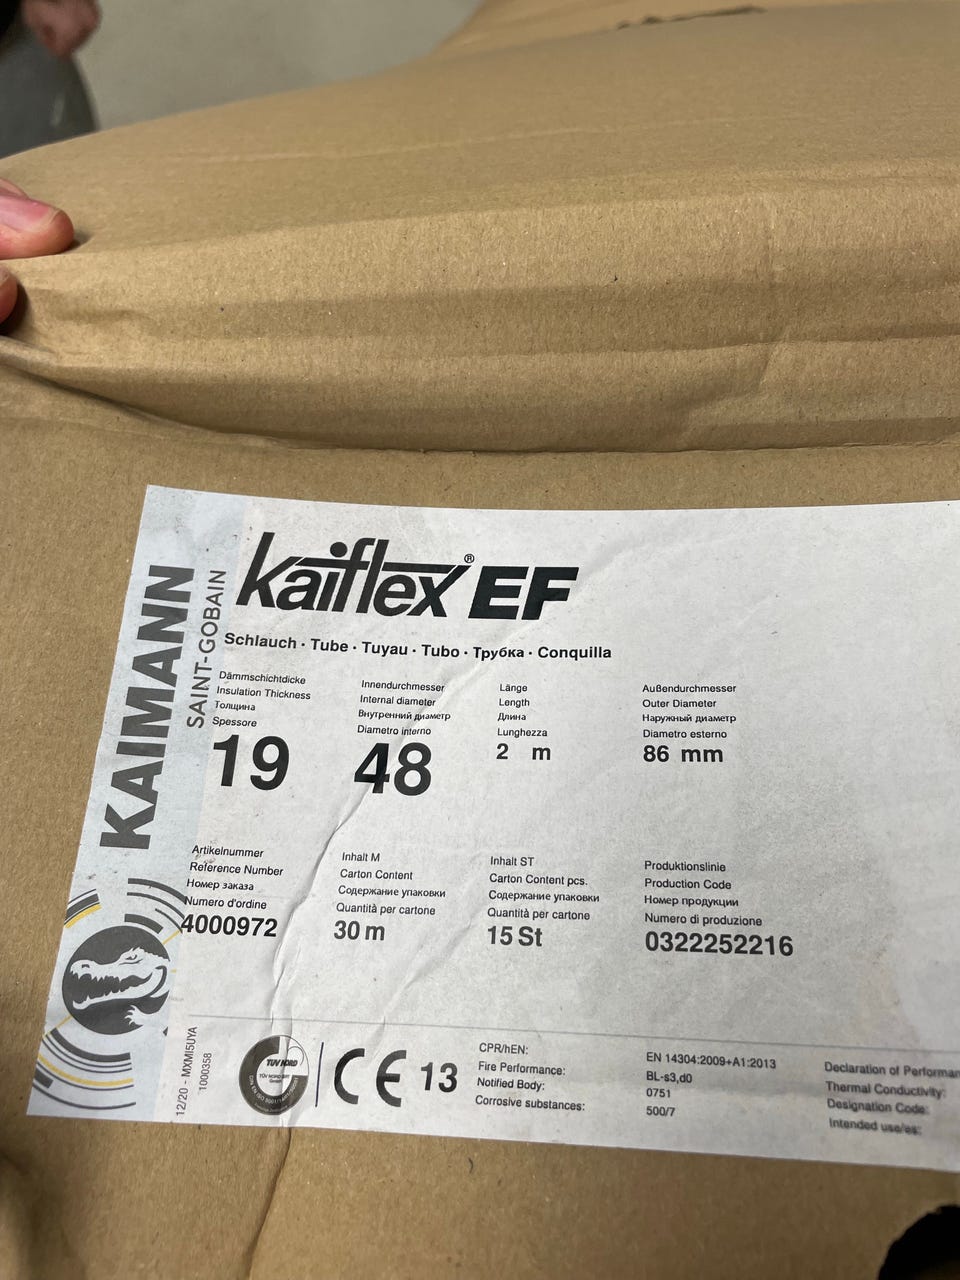 KAIMANN
SAINT-GOBAIN
kaiflex® EF
Schlauch · Tube · Tuyau · Tubo · Трубка · Conquilla
Dämmschichtdicke
Insulation Thickness
Толщина
Spessore
19
Innendurchmesser
Internal diameter
Внутренний диаметр
Diametro interno
48
Länge
Length
Длина
Lunghezza
2 m
Außendurchmesser
Outer Diameter
Наружный диаметр
Diametro esterno
86 mm
Artikelnummer
Reference Number
Номер заказа
Numero d'ordine
4000972
Inhalt M
Carton Content
Содержание упаковки
Quantità per cartone
30 m
Inhalt ST
Carton Content pcs.
Содержание упаковки
Quantità per cartone
15 St
Produktionslinie
Production Code
Номер продукции
Numero di produzione
0322252216
12/20 - MXMI5UYA
1000358
TÜV NORD
CE 13
CPR/hEN: EN 14304:2009+A1:2013
Fire Performance: BL-s3,d0
Notified Body: 0751
Corrosive substances: 500/7
Declaration of Performan
Thermal Conductivity:
Designation Code:
Intended use/es: